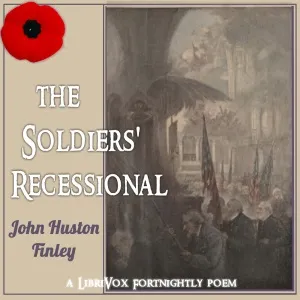 THE
SOLDIERS'
RECESSIONAL
John Huston
Finley
A LIBRIVOX FORTNIGHTLY POEM